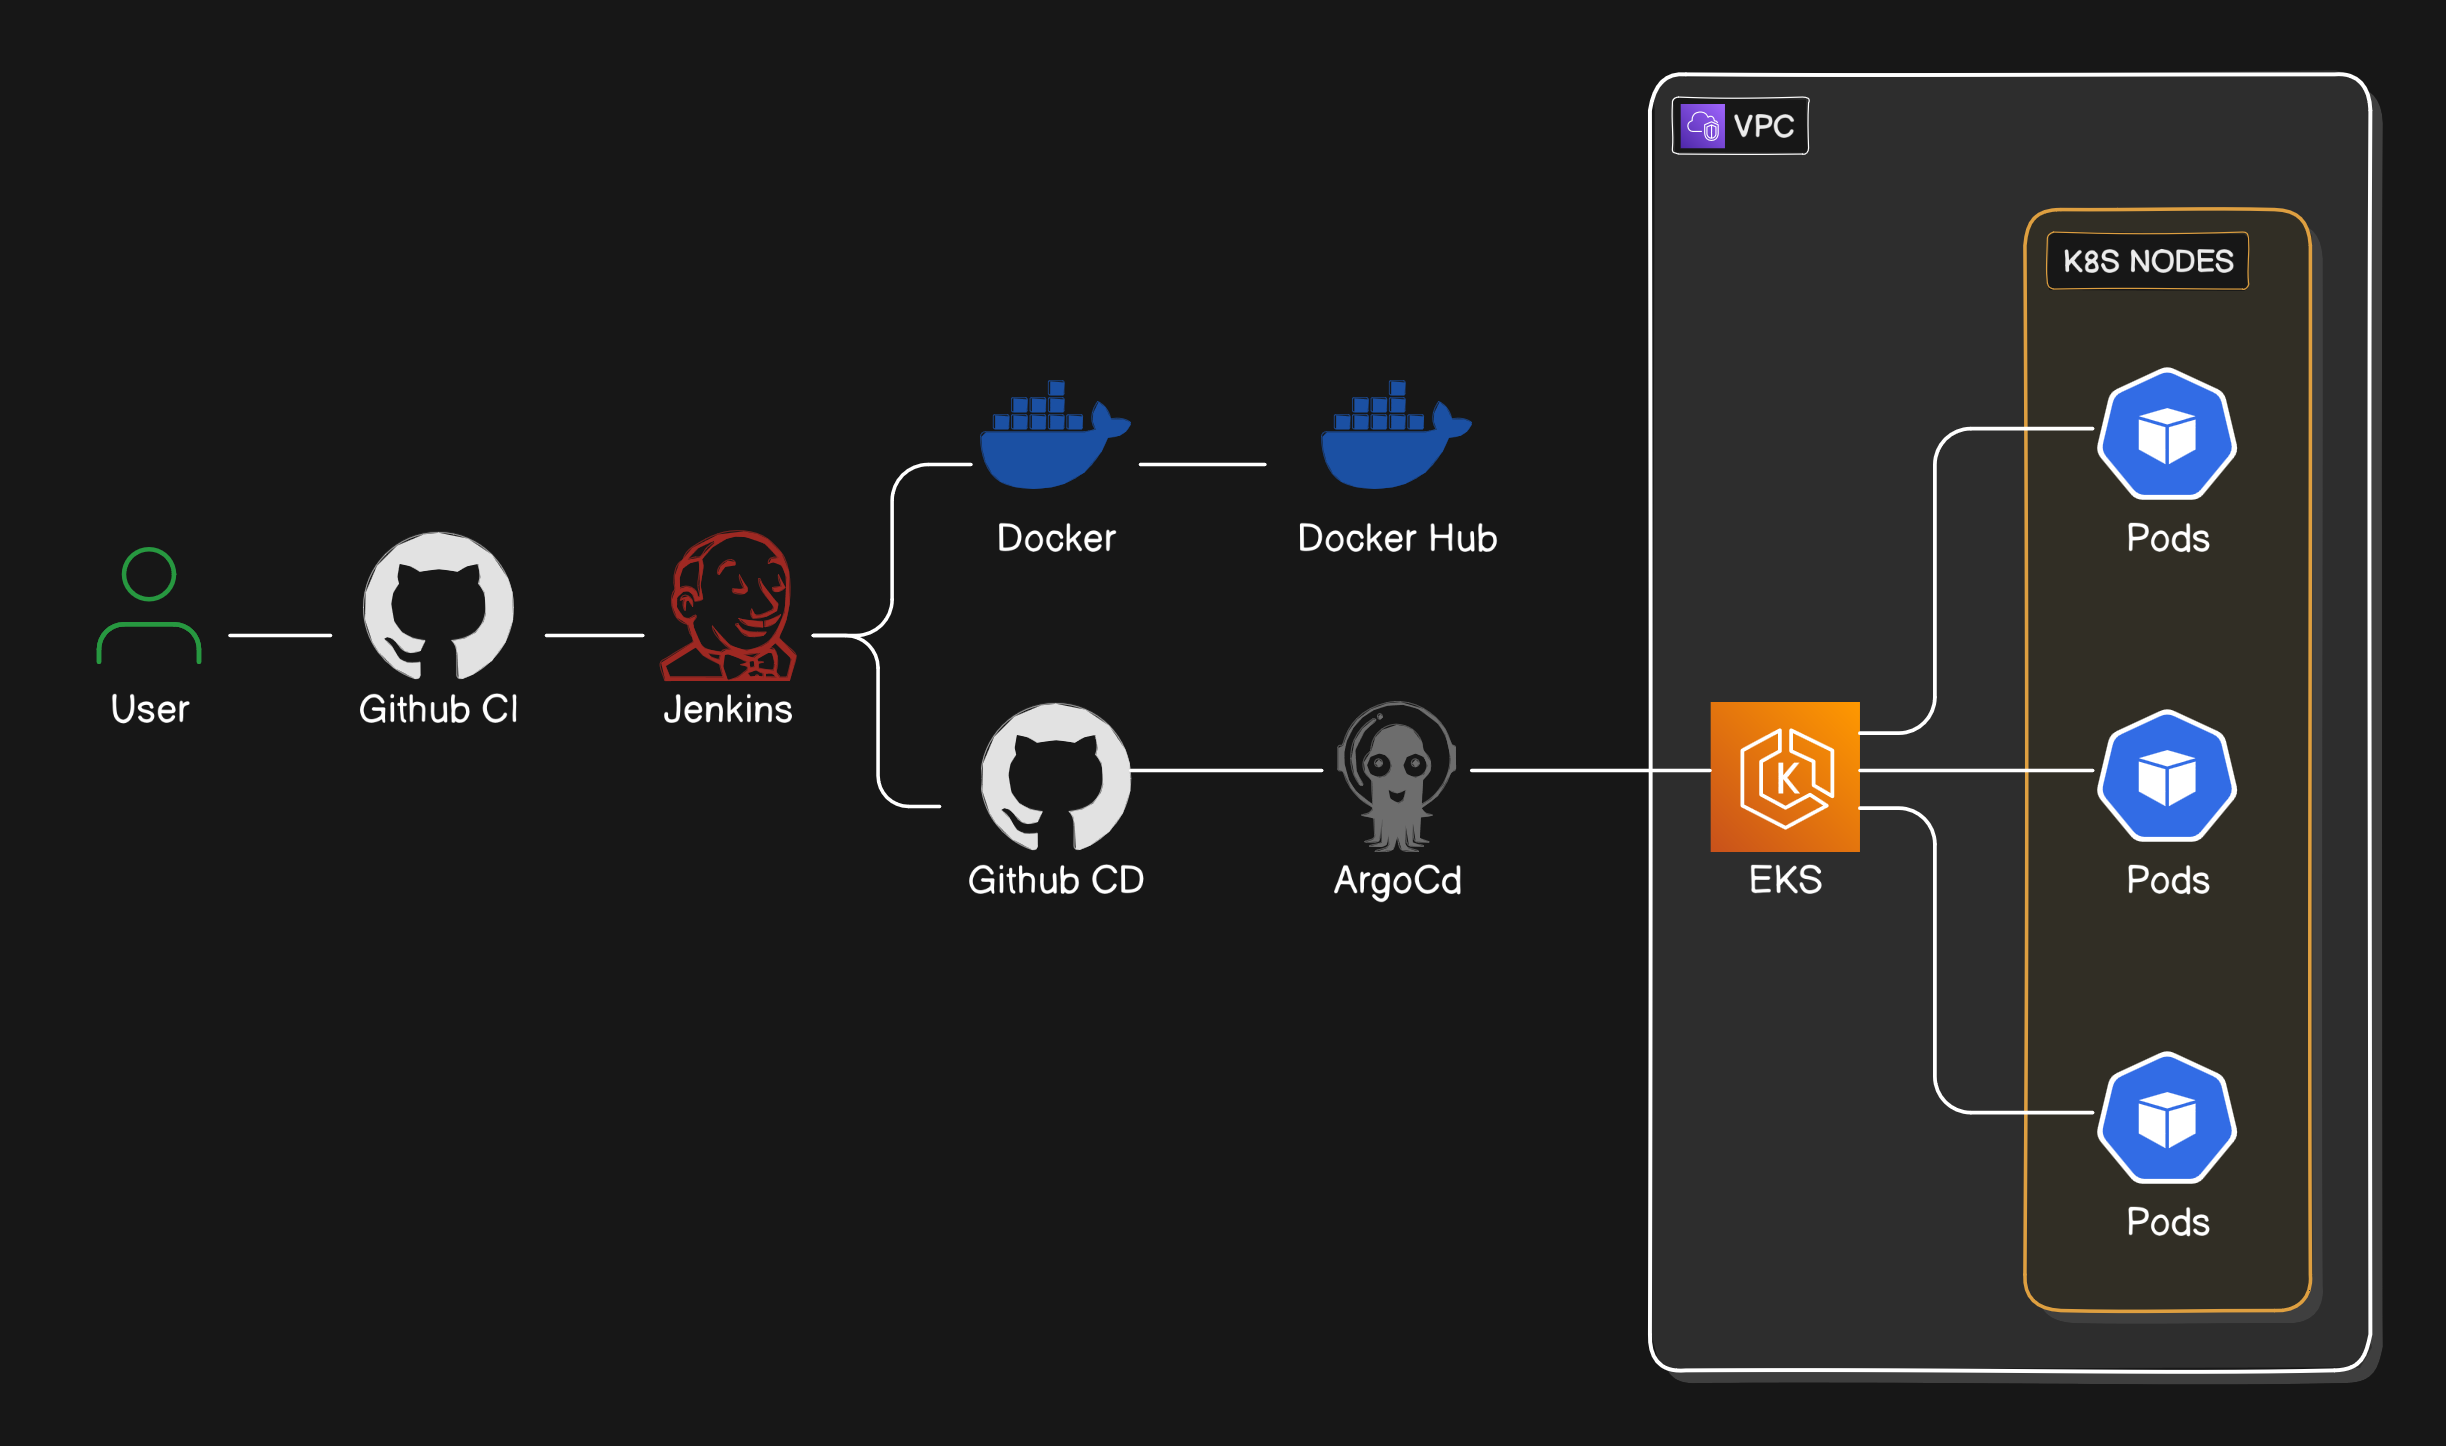 VPC
K8S NODES
Docker
Docker Hub
Pods
User
Github CI
Jenkins
K
Github CD
ArgoCd
EKS
Pods
Pods